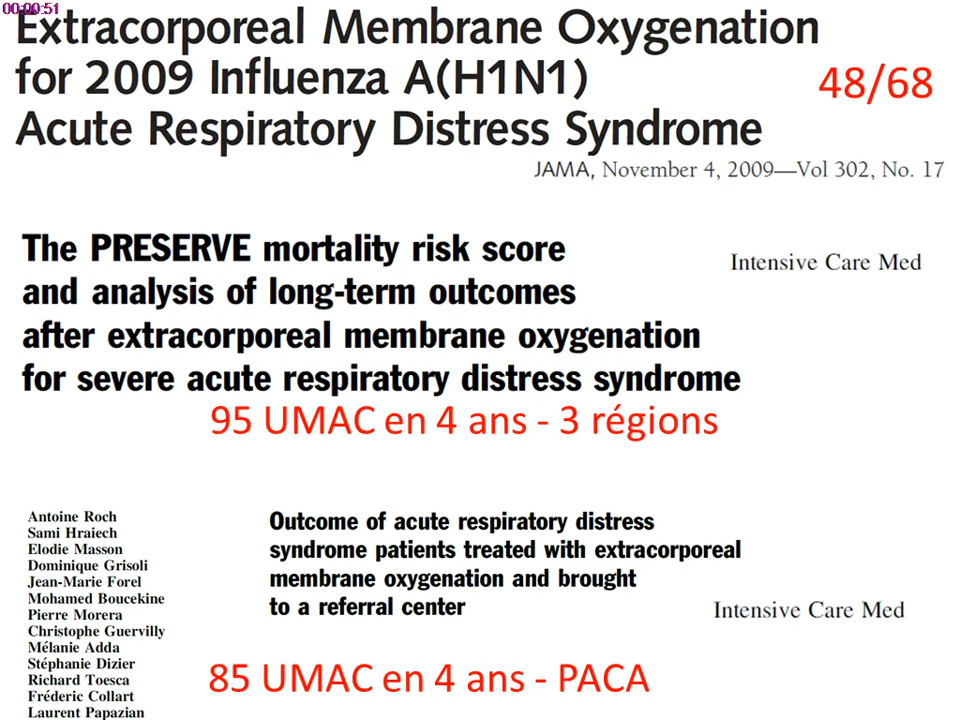 00:00:51
Extracorporeal Membrane Oxygenation
for 2009 Influenza A(H1N1)
48/68
Acute Respiratory Distress Syndrome
JAMA, November 4, 2009—Vol 302, No. 17
The PRESERVE mortality risk score
Intensive Care Med
and analysis of long-term outcomes
after extracorporeal membrane oxygenation
for severe acute respiratory distress syndrome
95 UMAC en 4 ans - 3 régions
Antoine Roch
Sami Hraiech
Elodie Masson
Dominique Grisoli
Jean-Marie Forel
Mohamed Boucekine
Pierre Morera
Christophe Guervilly
Mélanie Adda
Stéphanie Dizier
Richard Toesca
Fréderic Collart
Laurent Papazian
Outcome of acute respiratory distress
syndrome patients treated with extracorporeal
membrane oxygenation and brought
to a referral center
Intensive Care Med
85 UMAC en 4 ans - PACA